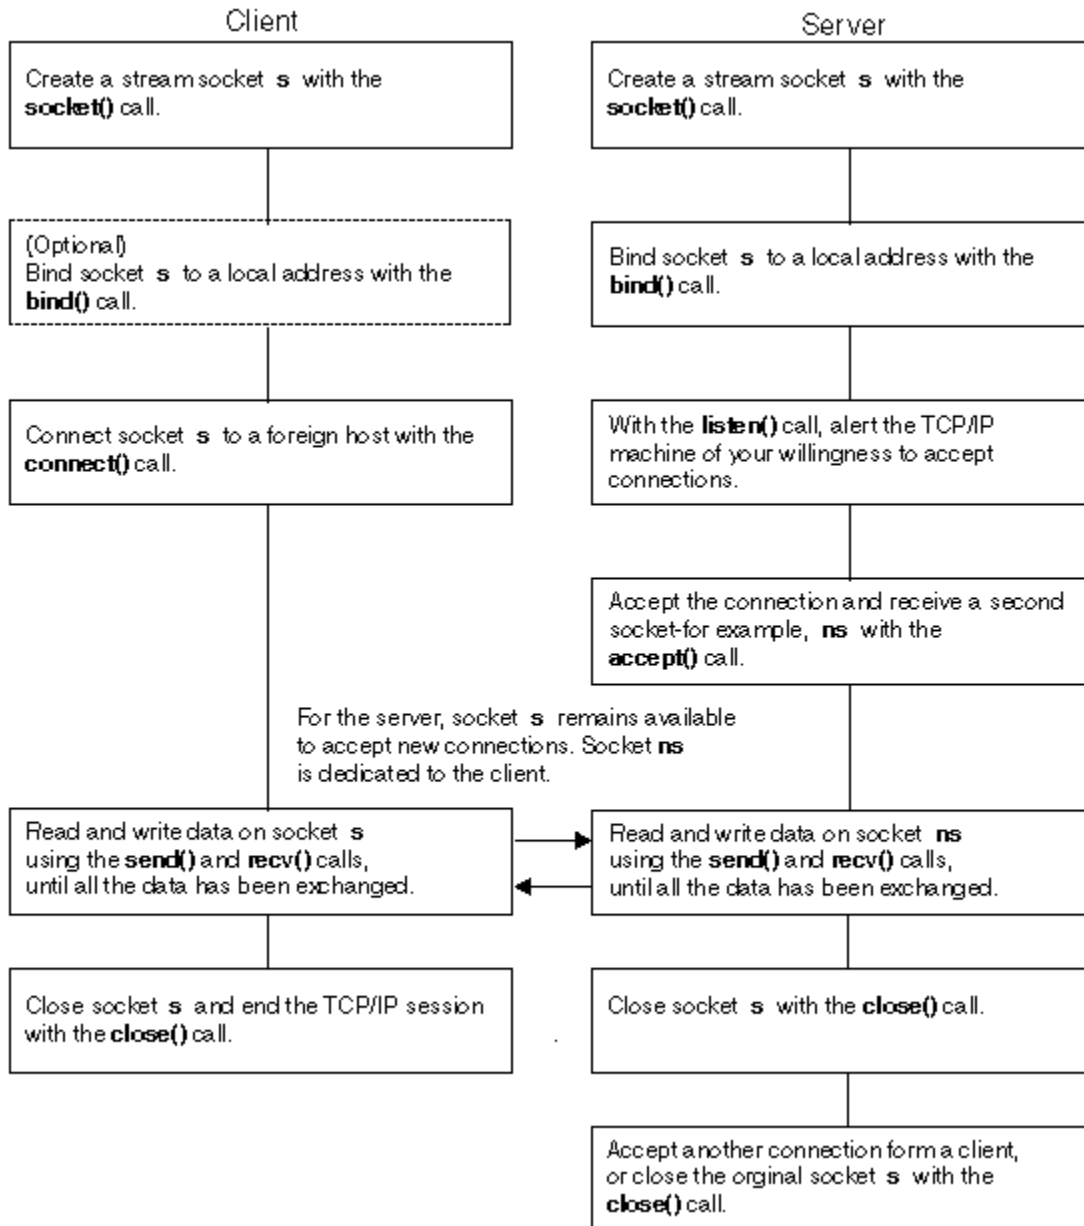 Client
Create a stream socket s with the
socket() call.
(Optional)
Bind socket s to a local address with the
bind() call.
Connect socket s to a foreign host with the
connect() call.
Server
Create a stream socket s with the
socket() call.
Bind socket s to a local address with the
bind() call.
With the listen() call, alert the TCP/IP
machine of your willingness to accept
connections.
Accept the connection and receive a second
socket-for example, ns with the
accept() call.
For the server, socket s remains available
to accept new connections. Socket ns
is dedicated to the client.
Read and write data on socket s
using the send() and recv() calls,
until all the data has been exchanged.
Read and write data on socket ns
using the send() and recv() calls,
until all the data has been exchanged.
Close socket s and end the TCP/IP session
with the close() call.
Close socket s with the close() call.
Accept another connection form a client,
or close the orginal socket s with the
close() call.